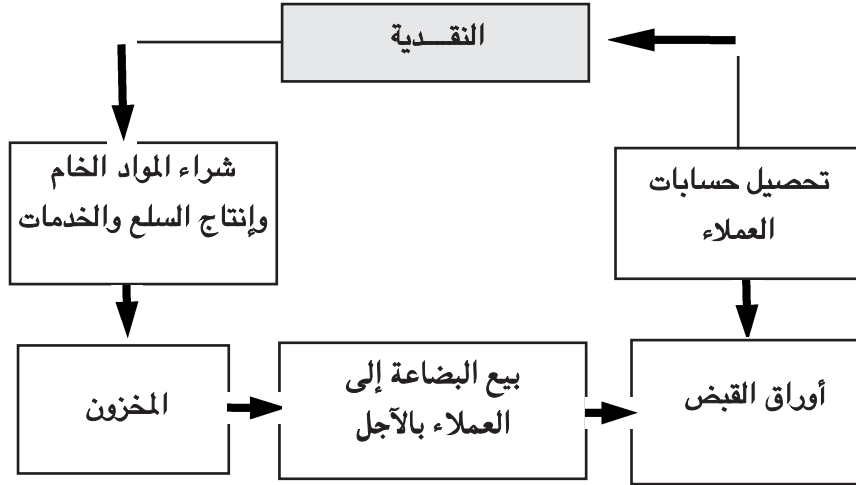 النقـــدية
شراء المواد الخام
وإنتاج السلع والخدمات
تحصيل حسابات
العملاء
المخزون
بيع البضاعة إلى
العملاء بالآجل
أوراق القبض